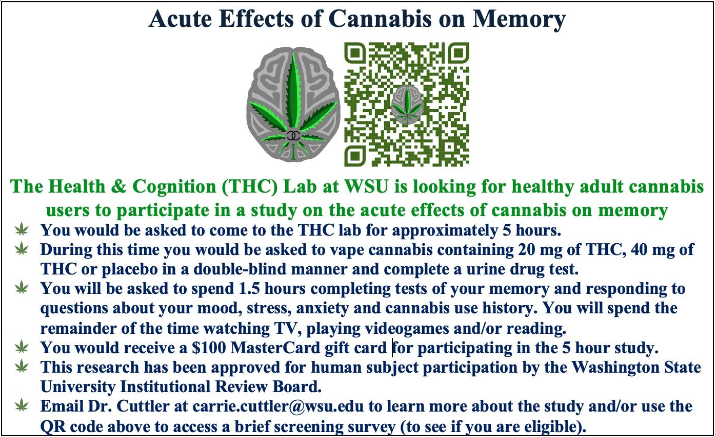 Acute Effects of Cannabis on Memory
The Health & Cognition (THC) Lab at WSU is looking for healthy adult cannabis
users to participate in a study on the acute effects of cannabis on memory
You would be asked to come to the THC lab for approximately 5 hours.
During this time you would be asked to vape cannabis containing 20 mg of THC, 40 mg of
THC or placebo in a double-blind manner and complete a urine drug test.
You will be asked to spend 1.5 hours completing tests of your memory and responding to
questions about your mood, stress, anxiety and cannabis use history. You will spend the
remainder of the time watching TV, playing videogames and/or reading.
You would receive a $100 MasterCard gift card for participating in the 5 hour study.
This research has been approved for human subject participation by the Washington State
University Institutional Review Board.
Email Dr. Cuttler at carrie.cuttler@wsu.edu to learn more about the study and/or use the
QR code above to access a brief screening survey (to see if you are eligible).